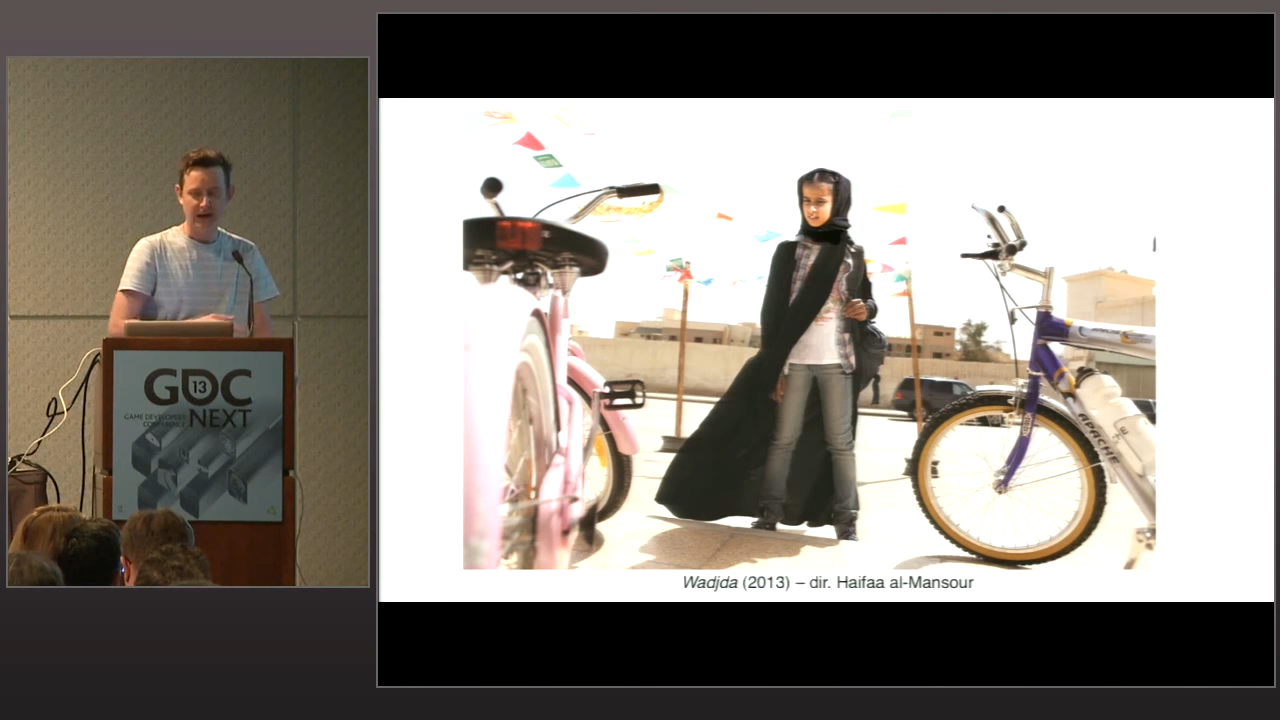 GDC
13
NEXT
GAME DEVELOPERS
CONFERENCE
APACHE
Wadjda (2013) – dir. Haifaa al-Mansour